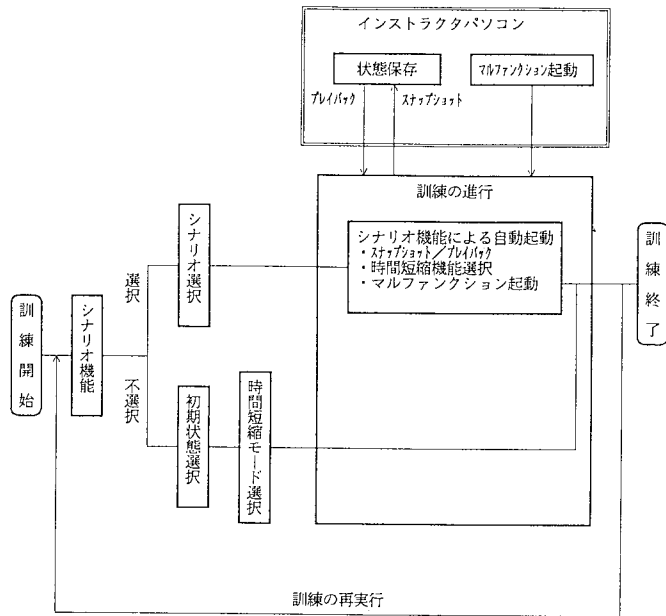 インストラクタパソコン
状態保存
マルファンクション起動
プレイバック
スナップショット
訓練の進行
シナリオ機能による自動起動
・スナップショット/プレイバック
・時間短縮機能選択
・マルファンクション起動
訓練開始
シナリオ機能
選択
不選択
シナリオ選択
初期状態選択
時間短縮モード選択
訓練終了
訓練の再実行